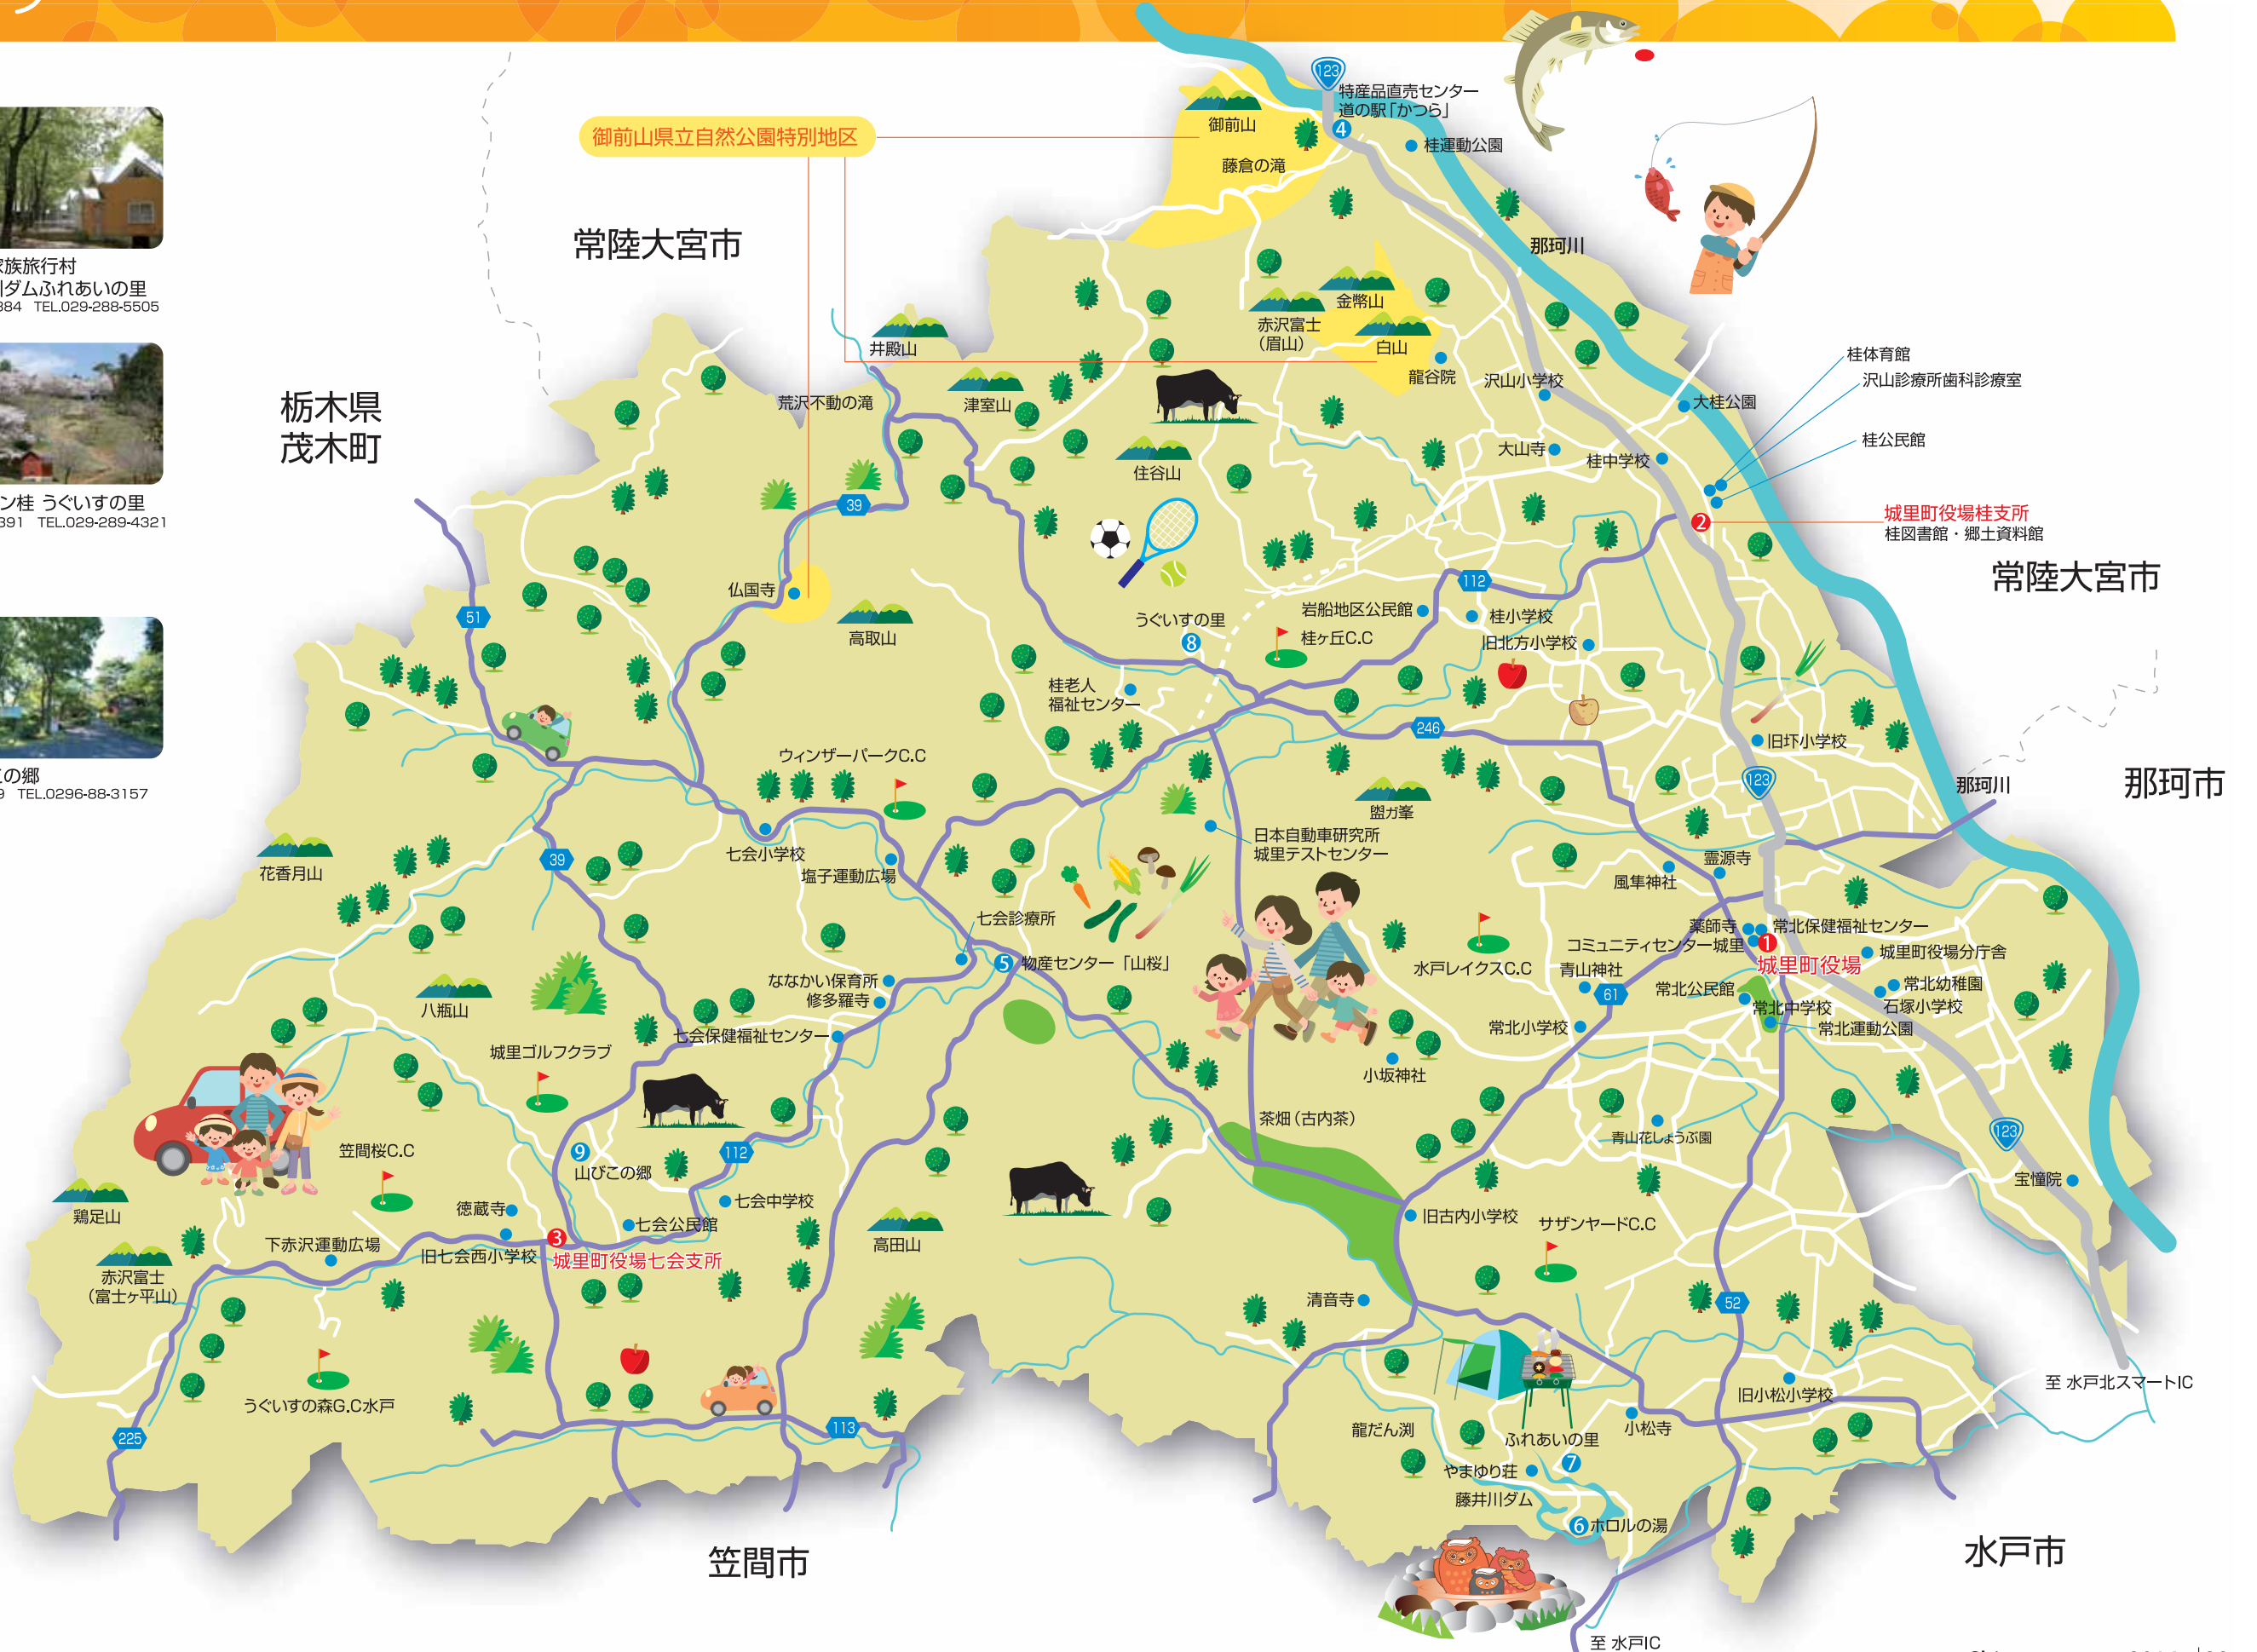 家族旅行村
川ダムふれあいの里
384 TEL.029-288-5505
ン桂 うぐいすの里
391 TEL.029-289-4321
この郷
9 TEL.0296-88-3157
御前山県立自然公園特別地区
常陸大宮市
栃木県
茂木町
123
特産品直売センター
道の駅「かつら」
4
桂運動公園
御前山
藤倉の滝
那珂川
金幣山
赤沢富士
(眉山)
白山
龍谷院
沢山小学校
井殿山
荒沢不動の滝
津室山
住谷山
大山寺
桂中学校
大桂公園
桂体育館
沢山診療所歯科診療室
桂公民館
2
城里町役場桂支所
桂図書館・郷土資料館
常陸大宮市
39
51
仏国寺
高取山
うぐいすの里
8
岩船地区公民館
112
桂小学校
桂ヶ丘C.C
旧北方小学校
桂老人
福祉センター
246
旧圷小学校
123
那珂川
那珂市
ウィンザーパークC.C
盥ガ峯
日本自動車研究所
城里テストセンター
七会小学校
塩子運動広場
花香月山
39
風隼神社
霊源寺
七会診療所
5
物産センター「山桜」
水戸レイクスC.C
薬師寺
常北保健福祉センター
コミュニティセンター城里
1
城里町役場
城里町役場分庁舎
青山神社
61
常北公民館
常北幼稚園
石塚小学校
常北中学校
常北運動公園
常北小学校
ななかい保育所
修多羅寺
七会保健福祉センター
八瓶山
城里ゴルフクラブ
小坂神社
茶畑(古内茶)
青山花しょうぶ園
123
宝憧院
笠間桜C.C
9
山びこの郷
112
七会中学校
鶏足山
徳蔵寺
七会公民館
下赤沢運動広場
旧七会西小学校
3
城里町役場七会支所
高田山
旧古内小学校
サザンヤードC.C
赤沢富士
(富士ヶ平山)
清音寺
52
うぐいすの森G.C水戸
225
113
旧小松小学校
至 水戸北スマートIC
龍だん渕
ふれあいの里
7
小松寺
やまゆり荘
藤井川ダム
6
ホロルの湯
笠間市
水戸市
至 水戸IC